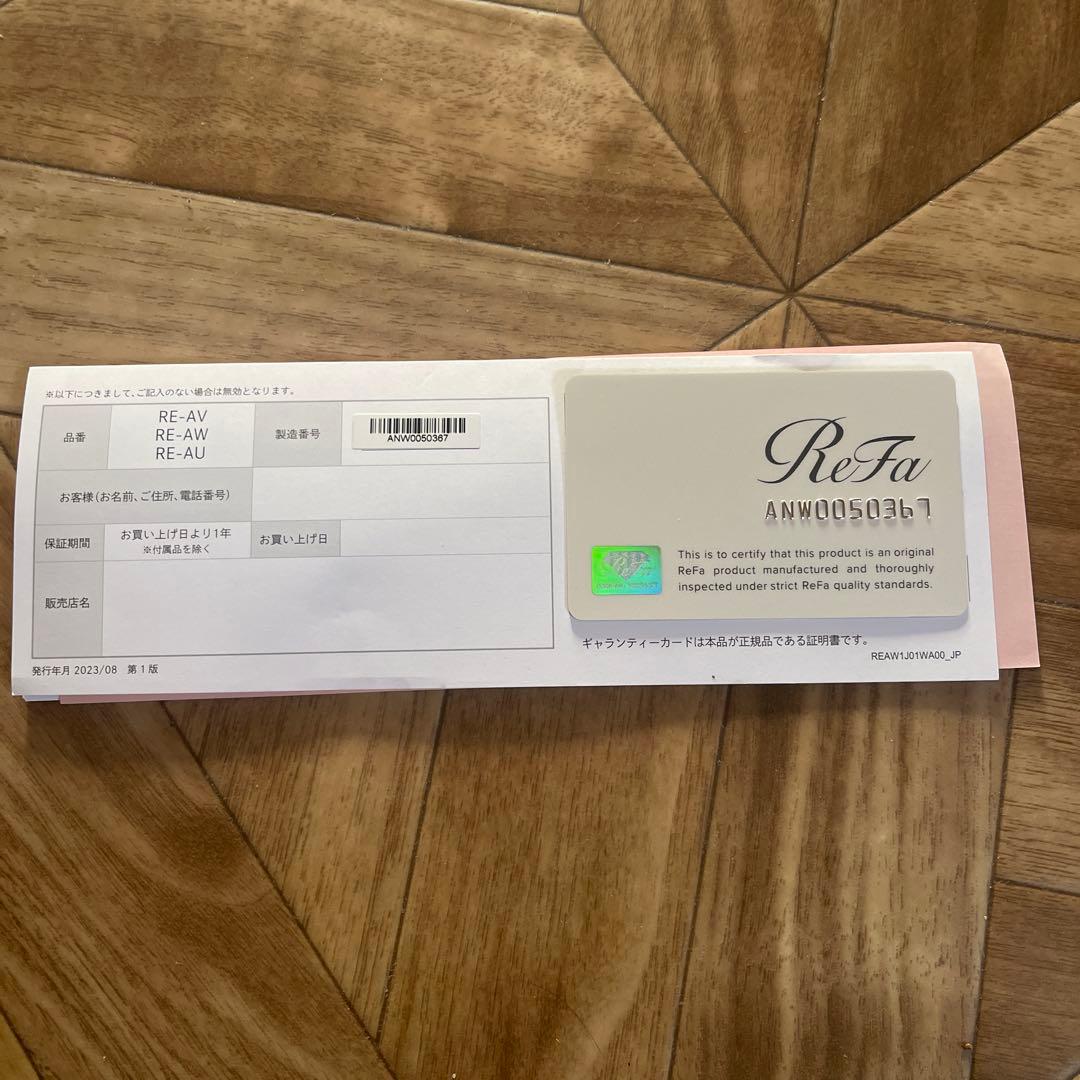 ※以下につきまして、ご記入のない場合は無効となります。
品番
RE-AV
RE-AW
RE-AU
製造番号
ANW0050367
お客様（お名前、ご住所、電話番号）
保証期間
お買い上げ日より1年
※付属品を除く
お買い上げ日
販売店名
発行年月 2023/08 第1版
ReFa
ANW0050367
This is to certify that this product is an original
ReFa product manufactured and thoroughly
inspected under strict ReFa quality standards.
ギャランティーカードは本品が正規品である証明書です。
REAW1J01WA00_JP